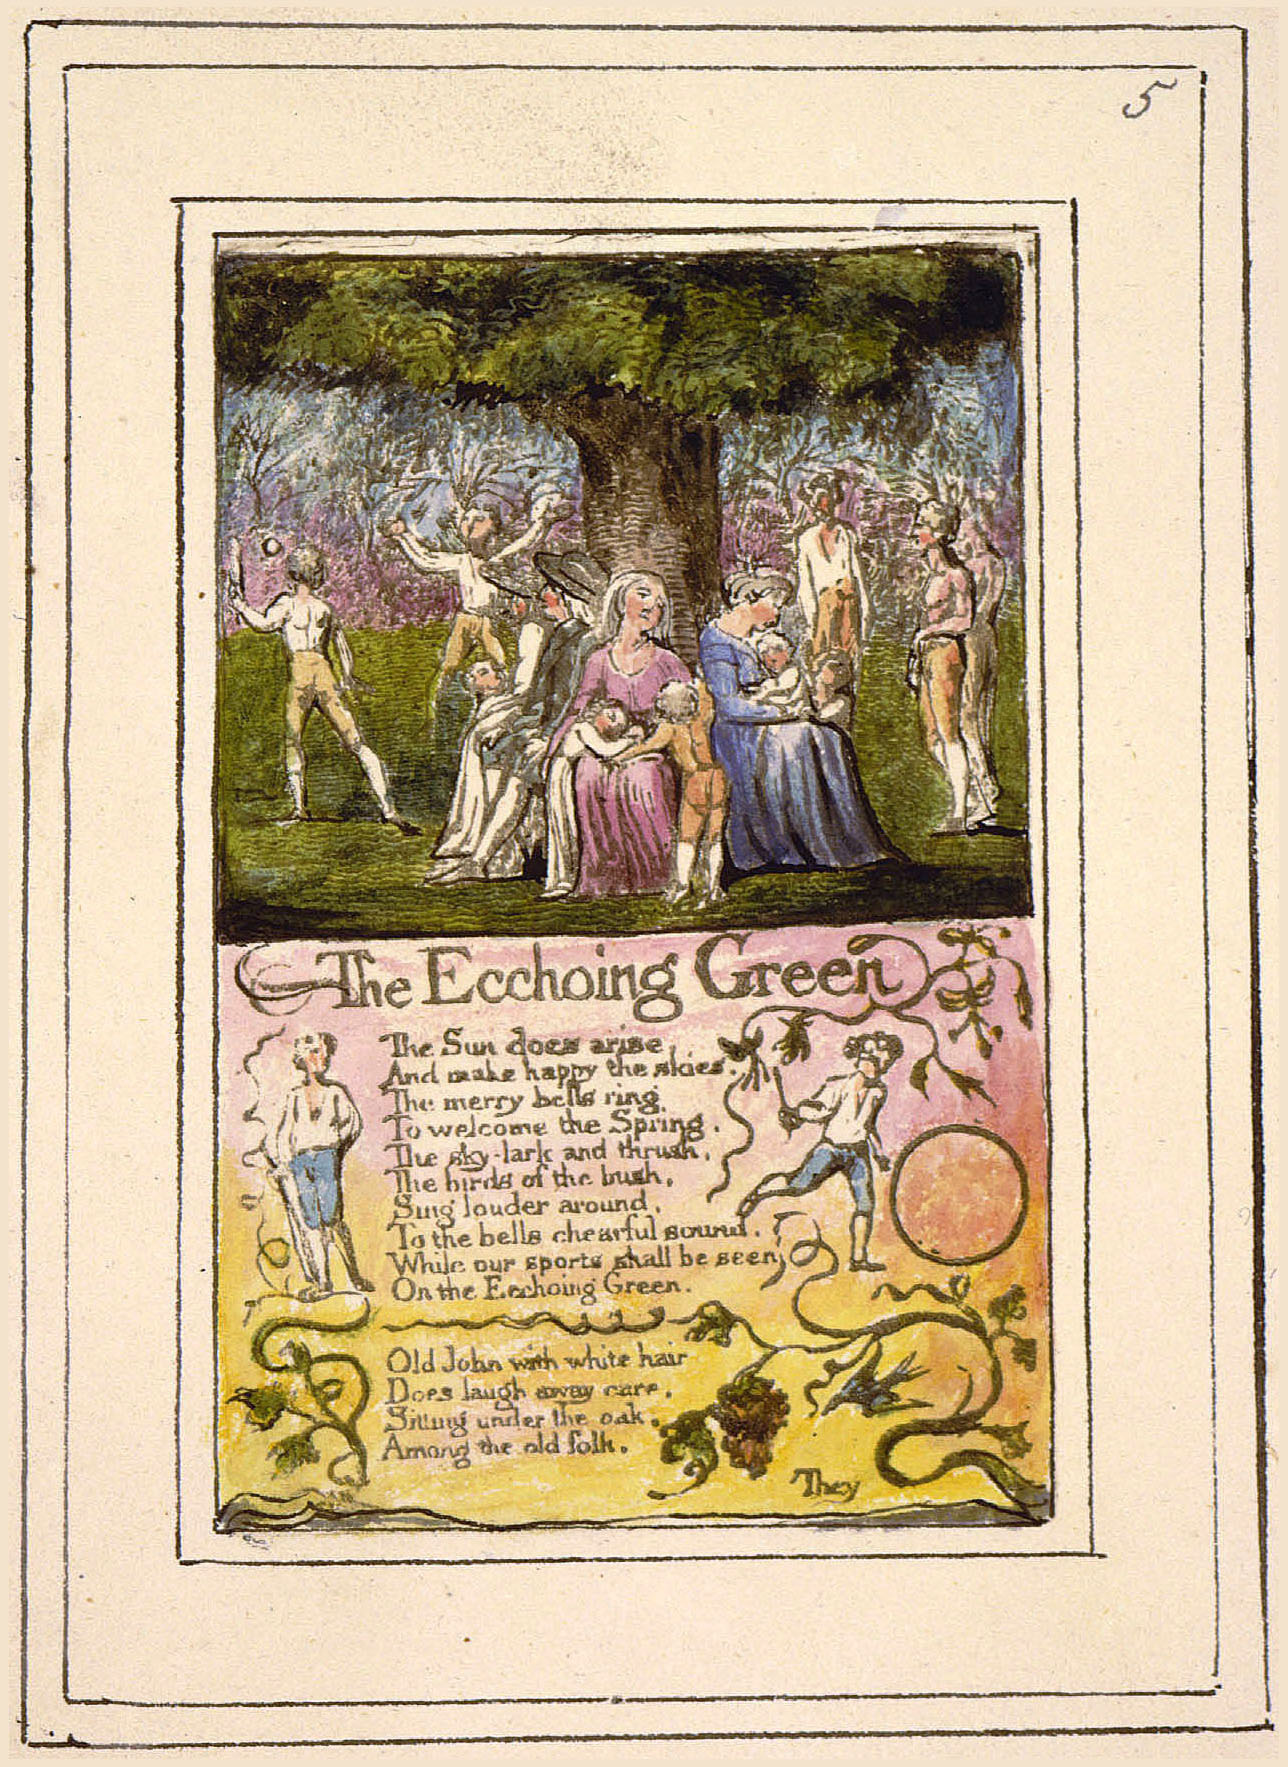 5
The Ecchoing Green
The Sun does arise,
And make happy the skies.
The merry bells ring
To welcome the Spring.
The sky-lark and thrush,
The birds of the bush,
Sing louder around,
To the bells chearful sound.
While our sports shall be seen
On the Ecchoing Green.
Old John with white hair
Does laugh away care,
Sitting under the oak,
Among the old folk.
They